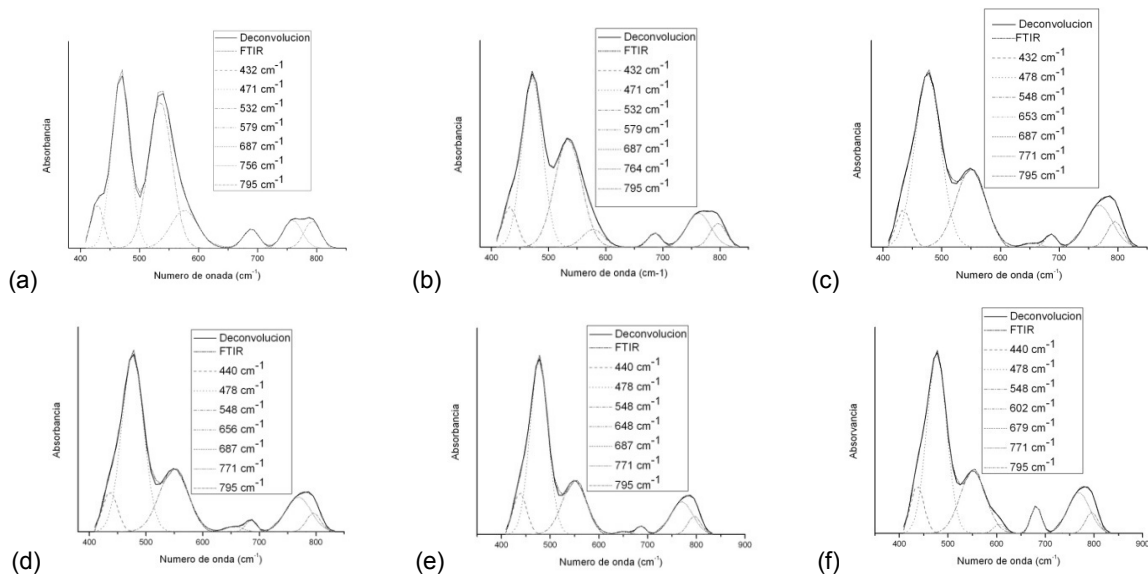 Deconvolucion
FTIR
432 cm-1
471 cm-1
532 cm-1
579 cm-1
687 cm-1
756 cm-1
795 cm-1
Absorbancia
400 500 600 700 800
Numero de onada (cm-1)
(a)
Deconvolucion
FTIR
432 cm-1
471 cm-1
532 cm-1
579 cm-1
687 cm-1
764 cm-1
795 cm-1
Absorbancia
400 500 600 700 800
Numero de onda (cm-1)
(b)
Deconvolucion
FTIR
432 cm-1
478 cm-1
548 cm-1
653 cm-1
687 cm-1
771 cm-1
795 cm-1
Absorbancia
400 500 600 700 800
Numero de onda (cm-1)
(c)
Deconvolucion
FTIR
440 cm-1
478 cm-1
548 cm-1
656 cm-1
687 cm-1
771 cm-1
795 cm-1
Absorbancia
400 500 600 700 800
Numero de onda (cm-1)
(d)
Deconvolucion
FTIR
440 cm-1
478 cm-1
548 cm-1
648 cm-1
687 cm-1
771 cm-1
795 cm-1
Absorbancia
400 500 600 700 800 900
Numero de onda (cm-1)
(e)
Deconvolucion
FTIR
440 cm-1
478 cm-1
548 cm-1
602 cm-1
679 cm-1
771 cm-1
795 cm-1
Absorvancia
400 500 600 700 800 900
Numero de onda (cm-1)
(f)